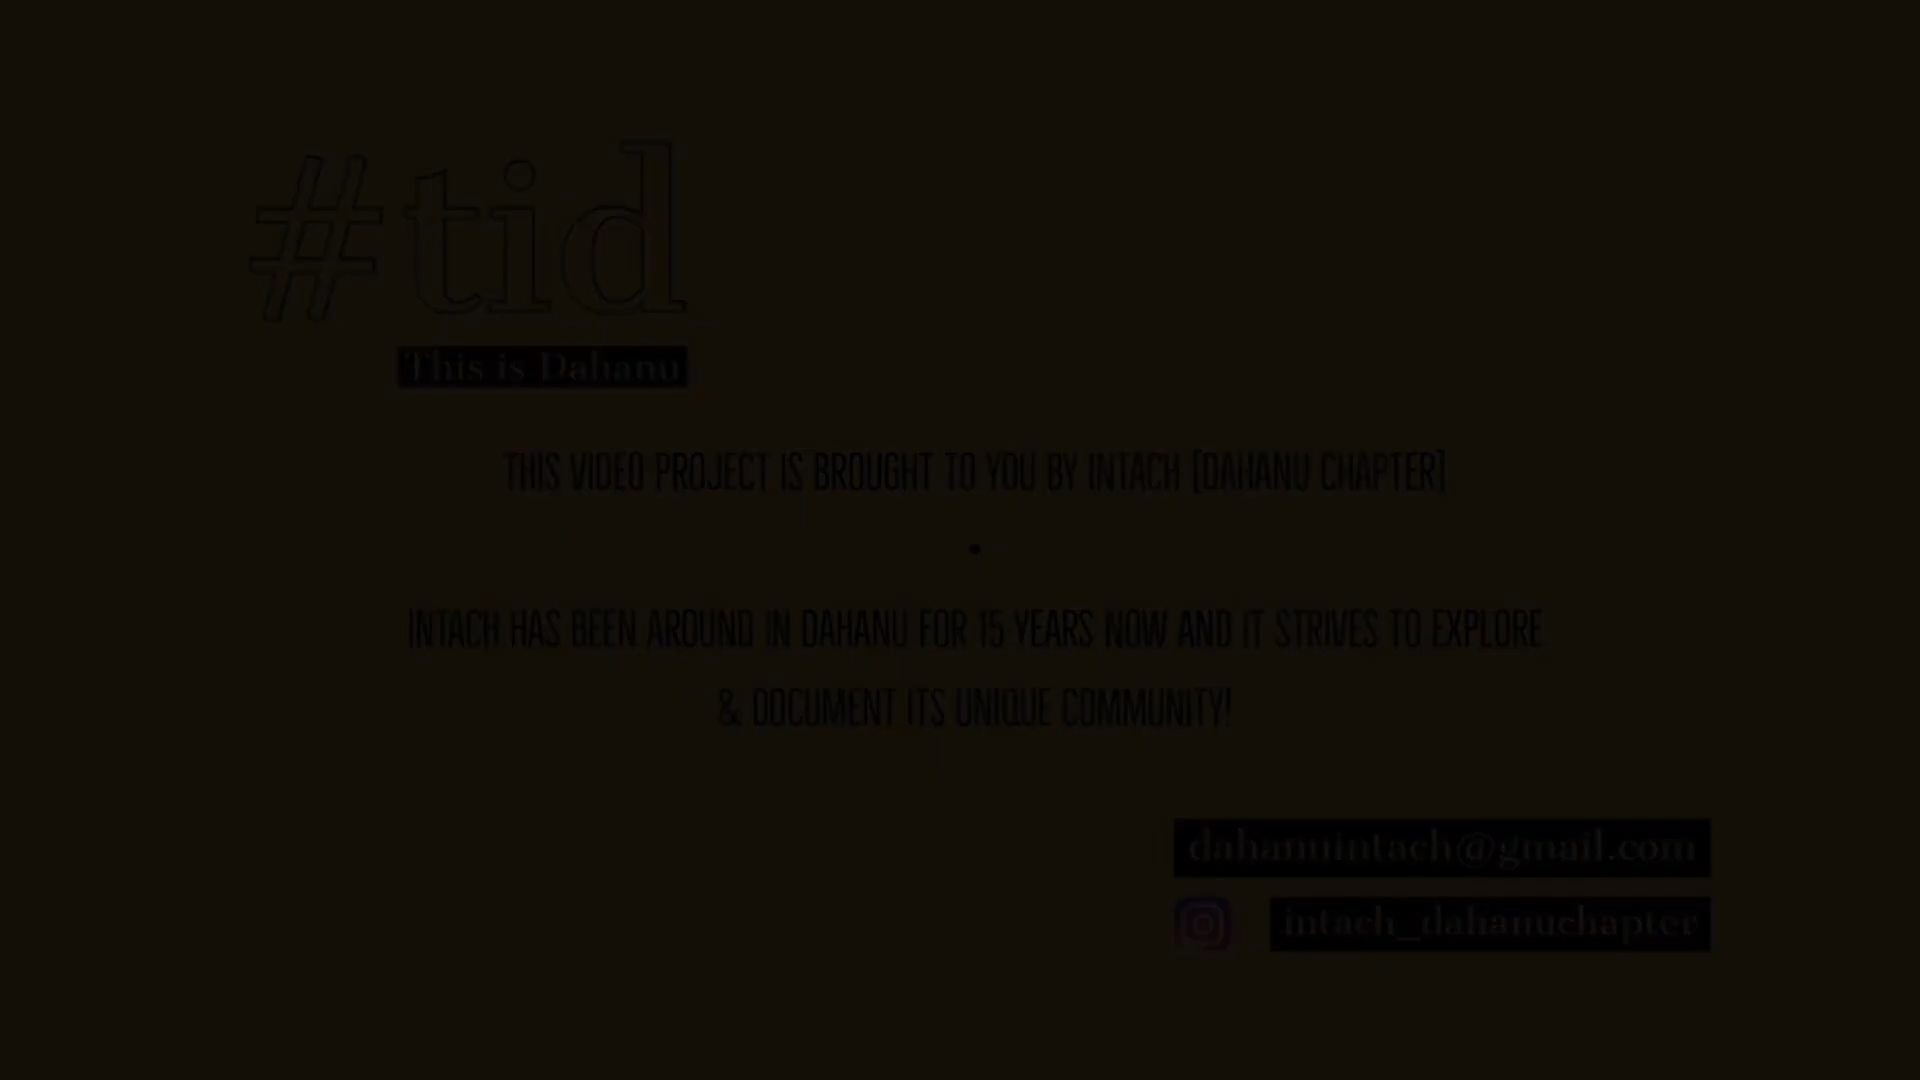 #tid
This is Dahanu
THIS VIDEO PROJECT IS BROUGHT TO YOU BY INTACH [DAHANU CHAPTER]
•
INTACH HAS BEEN AROUND IN DAHANU FOR 15 YEARS NOW AND IT STRIVES TO EXPLORE
& DOCUMENT ITS UNIQUE COMMUNITY!
dahanuintach@gmail.com
intach_dahanuchapter